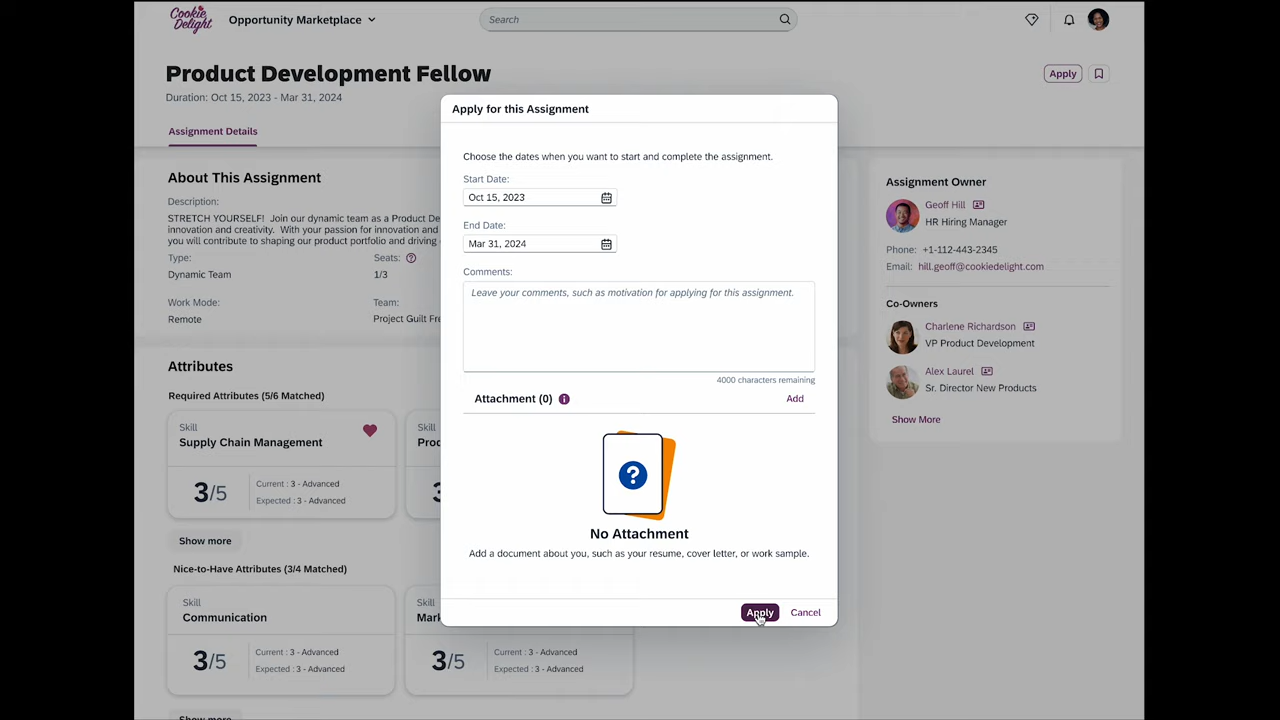 Cookie
Delight
Opportunity Marketplace
Search
Product Development Fellow
Duration: Oct 15, 2023 - Mar 31, 2024
Apply
Assignment Details
About This Assignment
Description:
STRETCH YOURSELF! Join our dynamic team as a Product De
innovation and creativity. With your passion for innovation and
you will contribute to shaping our product portfolio and driving
Type:
Seats:
Dynamic Team
1/3
Work Mode:
Team:
Remote
Project Guilt Fre
Attributes
Required Attributes (5/6 Matched)
Skill
Supply Chain Management
3/5
Current : 3 - Advanced
Expected : 3 - Advanced
Proc
3
Show more
Nice-to-Have Attributes (3/4 Matched)
Skill
Communication
3/5
Current : 3 - Advanced
Expected : 3 - Advanced
Skill
Mark
3/5
Current : 3 - Advanced
Expected : 3 - Advanced
Show more
Apply for this Assignment
Choose the dates when you want to start and complete the assignment.
Start Date:
Oct 15, 2023
End Date:
Mar 31, 2024
Comments:
Leave your comments, such as motivation for applying for this assignment.
4000 characters remaining
Attachment (0)
Add
?
No Attachment
Add a document about you, such as your resume, cover letter, or work sample.
Apply
Cancel
Assignment Owner
Geoff Hill
HR Hiring Manager
Phone: +1-112-443-2345
Email: hill.geoff@cookiedelight.com
Co-Owners
Charlene Richardson
VP Product Development
Alex Laurel
Sr. Director New Products
Show More